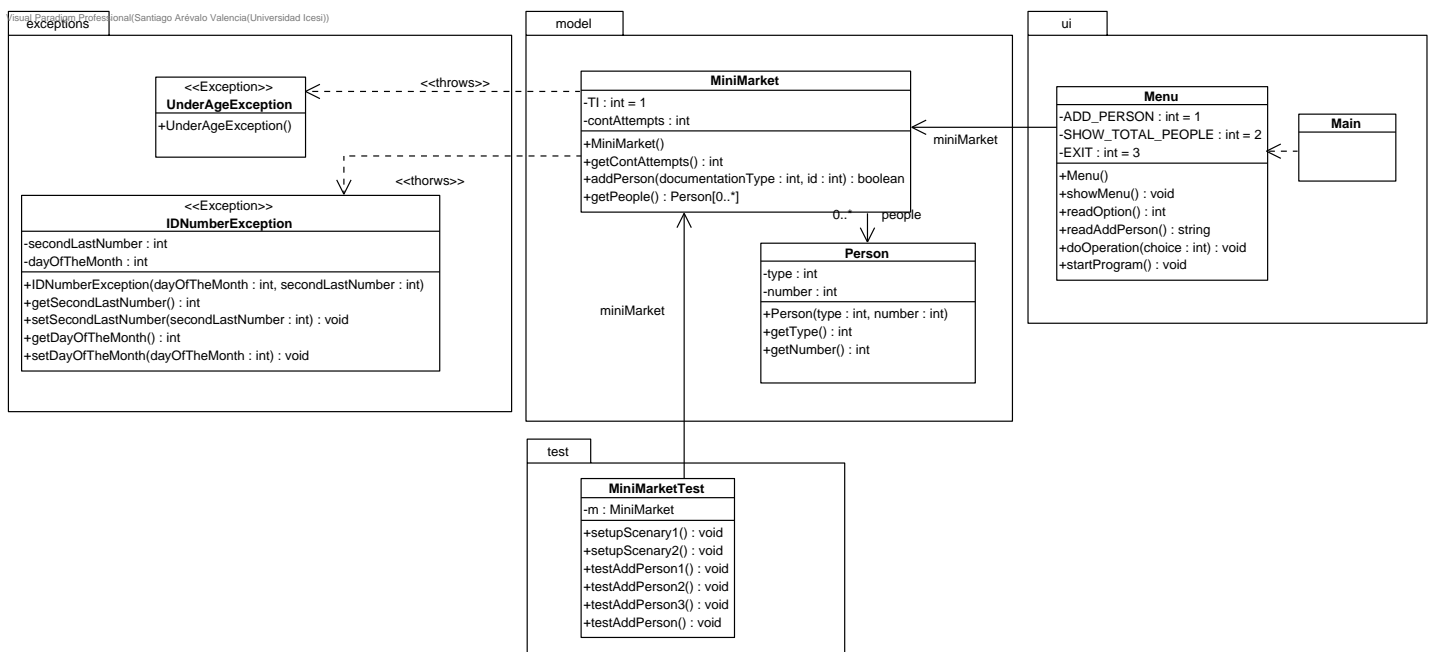 Visual Paradigm Professional(Santiago Arévalo Valencia(Universidad Icesi))
exceptions
<<Exception>>
UnderAgeException
+UnderAgeException()
<<throws>>
<<thorws>>
<<Exception>>
IDNumberException
-secondLastNumber : int
-dayOfTheMonth : int
+IDNumberException(dayOfTheMonth : int, secondLastNumber : int)
+getSecondLastNumber() : int
+setSecondLastNumber(secondLastNumber : int) : void
+getDayOfTheMonth() : int
+setDayOfTheMonth(dayOfTheMonth : int) : void
model
MiniMarket
-TI : int = 1
-contAttempts : int
+MiniMarket()
+getContAttempts() : int
+addPerson(documentationType : int, id : int) : boolean
+getPeople() : Person[0..*]
0..*
people
Person
-type : int
-number : int
+Person(type : int, number : int)
+getType() : int
+getNumber() : int
miniMarket
miniMarket
ui
Menu
-ADD_PERSON : int = 1
-SHOW_TOTAL_PEOPLE : int = 2
-EXIT : int = 3
+Menu()
+showMenu() : void
+readOption() : int
+readAddPerson() : string
+doOperation(choice : int) : void
+startProgram() : void
Main
test
MiniMarketTest
-m : MiniMarket
+setupScenary1() : void
+setupScenary2() : void
+testAddPerson1() : void
+testAddPerson2() : void
+testAddPerson3() : void
+testAddPerson() : void